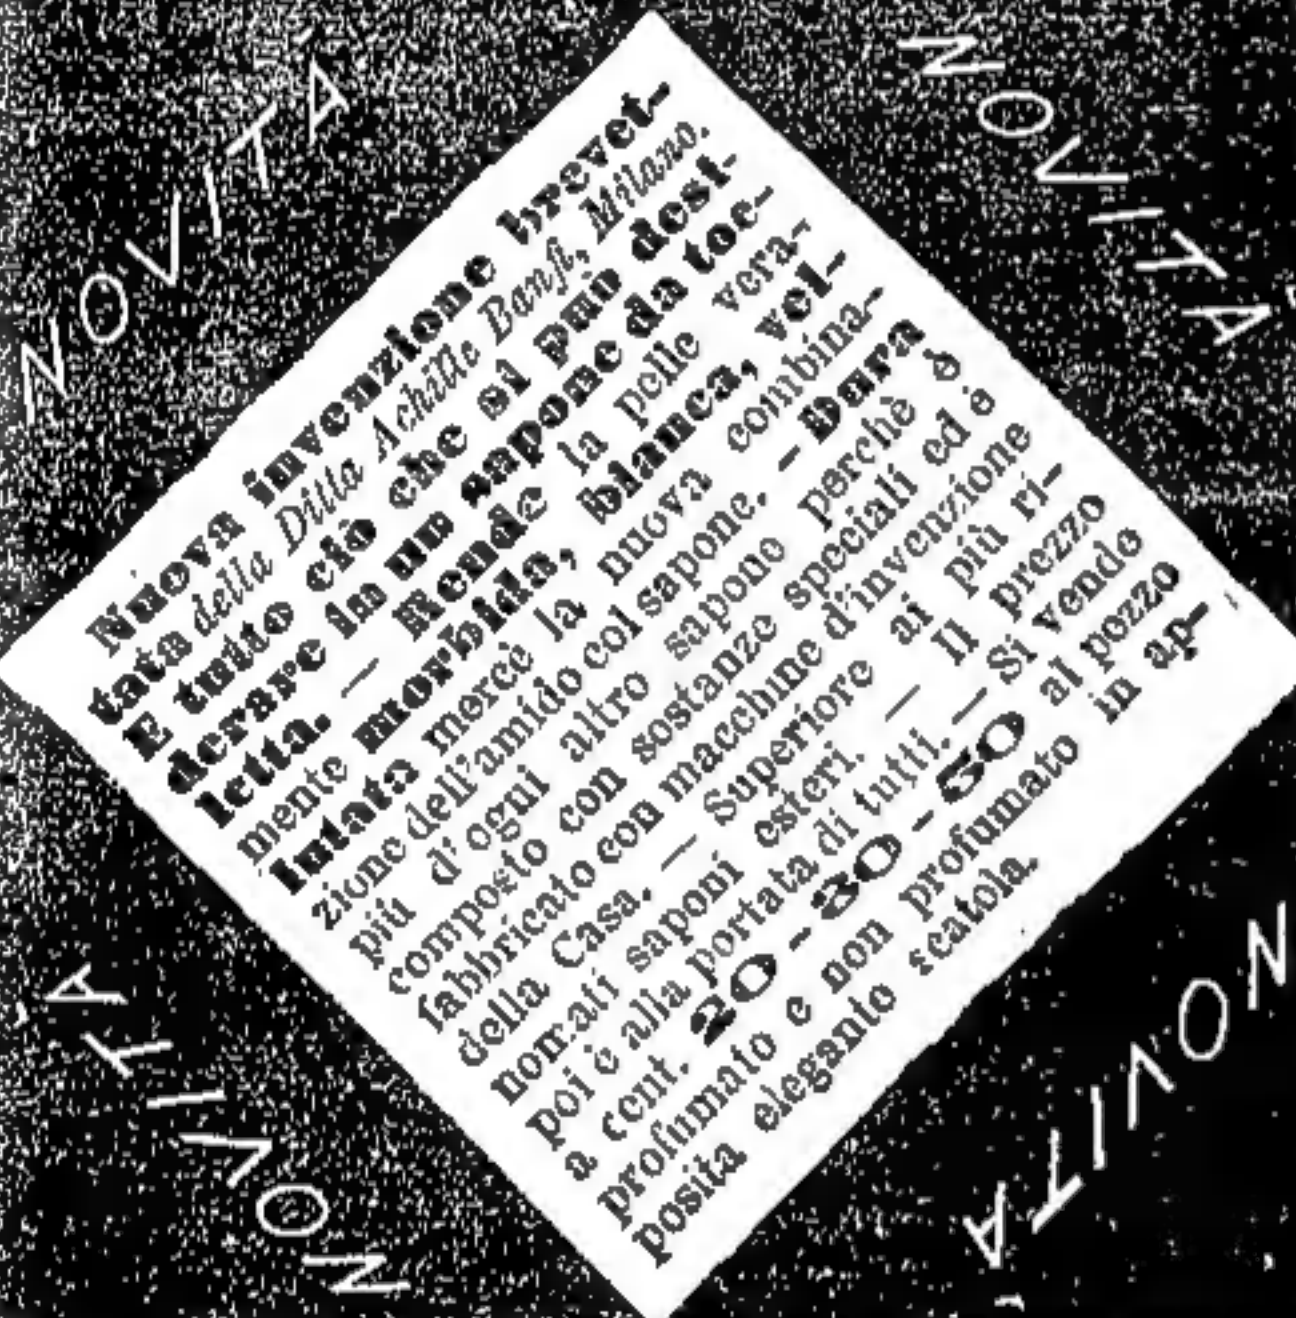 NOVITÀ
NOVITÀ
Nuova invenzione brevet-
tata della Ditta Achille Banfi, Milano.
E tutto ciò che si può desi-
derare in un sapone da toc-
letta. — Rende la pelle vera-
mente morbida, bianca, vel-
lutata mercè la nuova combina-
zione dell'amido col sapone. — Dura
più d'ogni altro sapone perchè è
composto con sostanze speciali ed è
fabbricato con macchine d'invenzione
della Casa. — Superiore ai più ri-
nomati saponi esteri. — Il prezzo
poi è alla portata di tutti. — Si vende
a cent. 20 - 30 - 50 al pezzo
profumato e non profumato in ap-
posita elegante scatola.
NOVITÀ
NOVITÀ